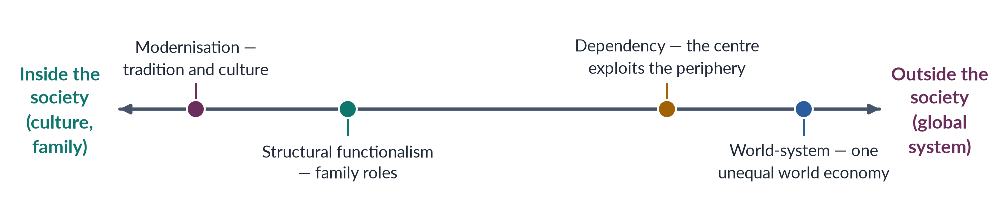 Inside the
society
(culture,
family)
Modernisation —
tradition and culture
Structural functionalism
— family roles
Dependency — the centre
exploits the periphery
World-system — one
unequal world economy
Outside the
society
(global
system)